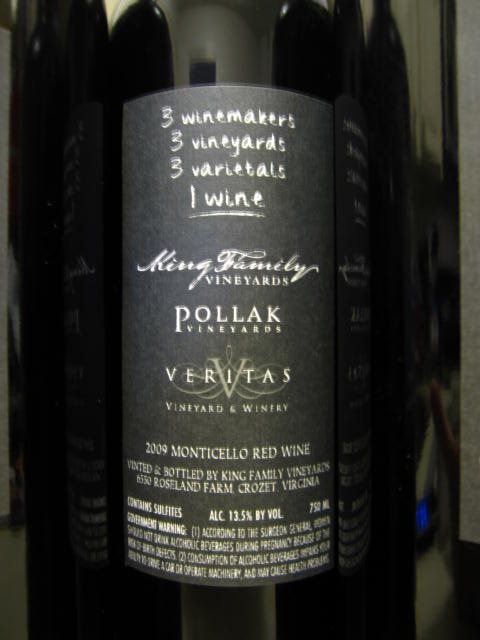 3 winemakers
3 vineyards
3 varietals
1 wine
King Family
VINEYARDS
POLLAK
VINEYARDS
V
VERITAS
VINEYARD & WINERY
2009 MONTICELLO RED WINE
VINTED & BOTTLED BY KING FAMILY VINEYARDS
6550 ROSELAND FARM, CROZET, VIRGINIA
CONTAINS SULFITES ALC. 13.5% BY VOL. 750 ML
GOVERNMENT WARNING: (1) ACCORDING TO THE SURGEON GENERAL, WOMEN
SHOULD NOT DRINK ALCOHOLIC BEVERAGES DURING PREGNANCY BECAUSE OF THE
RISK OF BIRTH DEFECTS. (2) CONSUMPTION OF ALCOHOLIC BEVERAGES IMPAIRS YOUR
ABILITY TO DRIVE A CAR OR OPERATE MACHINERY, AND MAY CAUSE HEALTH PROBLEMS.